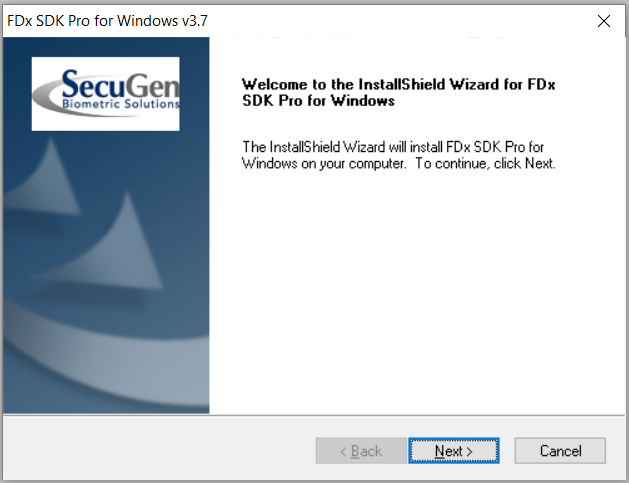 FDx SDK Pro for Windows v3.7
SecuGen
Biometric Solutions
Welcome to the InstallShield Wizard for FDx
SDK Pro for Windows
The InstallShield Wizard will install FDx SDK Pro for
Windows on your computer. To continue, click Next.
< Back
Next >
Cancel